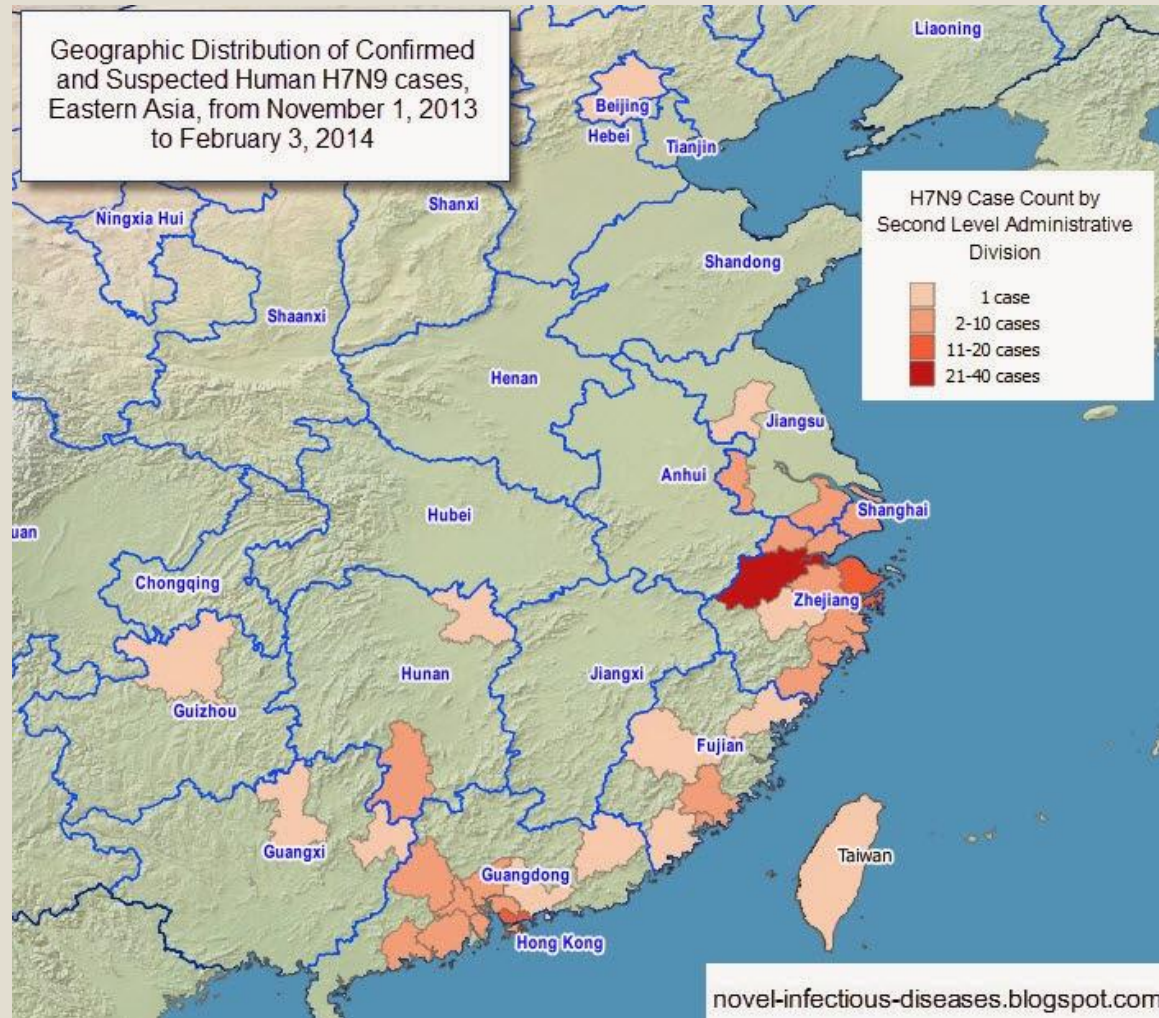 Geographic Distribution of Confirmed
and Suspected Human H7N9 cases,
Eastern Asia, from November 1, 2013
to February 3, 2014
Liaoning
Beijing
Hebei
Tianjin
H7N9 Case Count by
Second Level Administrative
Division
1 case
2-10 cases
11-20 cases
21-40 cases
Ningxia Hui
Shanxi
Shandong
Shaanxi
Henan
Jiangsu
Anhui
Shanghai
Hubei
uan
Chongqing
Zhejiang
Hunan
Jiangxi
Guizhou
Fujian
Guangxi
Guangdong
Taiwan
Hong Kong
novel-infectious-diseases.blogspot.com